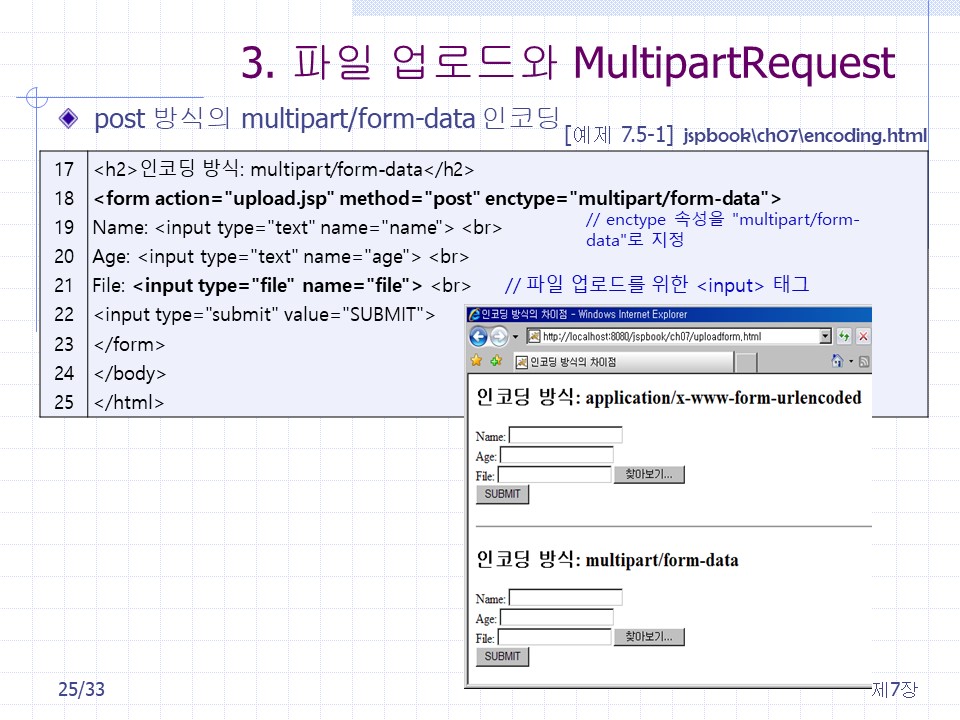 3. 파일 업로드와 MultipartRequest
post 방식의 multipart/form-data 인코딩
[예제 7.5-1] jspbook\ch07\encoding.html
17 <h2>인코딩 방식: multipart/form-data</h2>
18 <form action="upload.jsp" method="post" enctype="multipart/form-data">
19 Name: <input type="text" name="name"> <br>
// enctype 속성을 "multipart/form-
data"로 지정
20 Age: <input type="text" name="age"> <br>
21 File: <input type="file" name="file"> <br> // 파일 업로드를 위한 <input> 태그
22 <input type="submit" value="SUBMIT">
23 </form>
24 </body>
25 </html>
인코딩 방식의 차이점 - Windows Internet Explorer
http://localhost:8080/jspbook/ch07/uploadform.html
인코딩 방식의 차이점
인코딩 방식: application/x-www-form-urlencoded
Name:
Age:
File: 찾아보기...
SUBMIT
인코딩 방식: multipart/form-data
Name:
Age:
File: 찾아보기...
SUBMIT
25/33
제7장